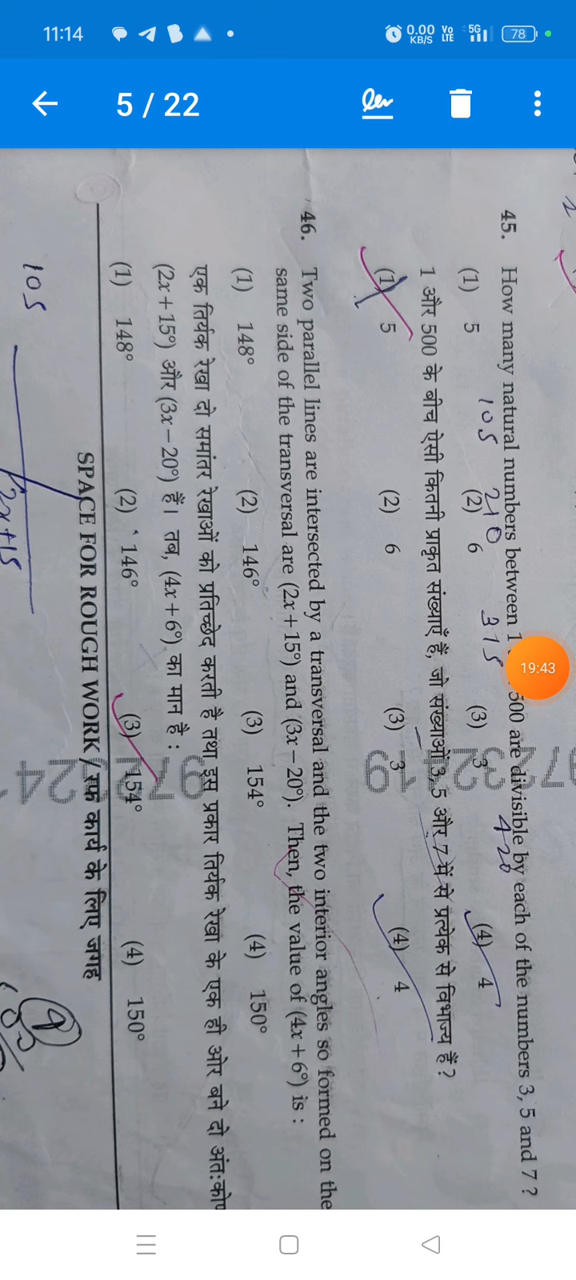 11:14
0.00 KB/S
Vo LTE
5G
78
5 / 22
19:43
45. How many natural numbers between 1 500 are divisible by each of the numbers 3, 5 and 7 ?
105 210 315 420
(1) 5 (2) 6 (3) 3 (4) 4
1 और 500 के बीच ऐसी कितनी प्राकृत संख्याएँ हैं, जो संख्याओं 3, 5 और 7 में से प्रत्येक से विभाज्य हैं ?
(1) 5 (2) 6 (3) 3 (4) 4
46. Two parallel lines are intersected by a transversal and the two interior angles so formed on the
same side of the transversal are (2x + 15°) and (3x – 20°). Then, the value of (4x + 6°) is :
(1) 148° (2) 146° (3) 154° (4) 150°
एक तिर्यक रेखा दो समांतर रेखाओं को प्रतिच्छेद करती है तथा इस प्रकार तिर्यक रेखा के एक ही ओर बने दो अंतःकोण
(2x + 15°) और (3x – 20°) हैं। तब, (4x + 6°) का मान है :
(1) 148° (2) 146° (3) 154° (4) 150°
SPACE FOR ROUGH WORK / रफ़ कार्य के लिए जगह
105
2x+15